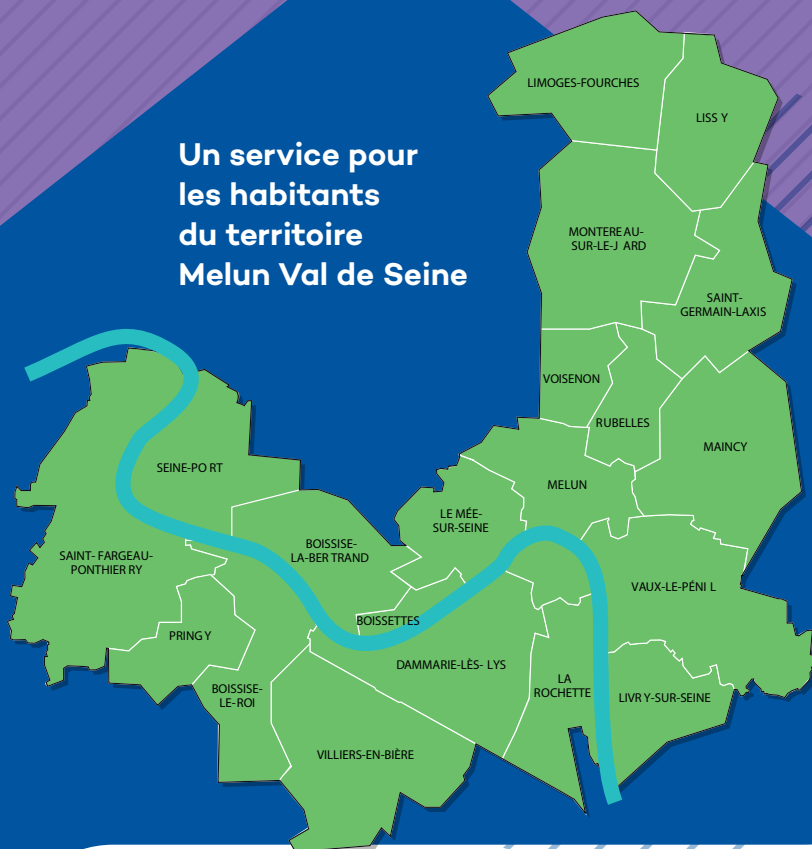 Un service pour
les habitants
du territoire
Melun Val de Seine
LIMOGES-FOURCHES
LISS Y
MONTERE AU-
SUR-LE-J ARD
SAINT-
GERMAIN-LAXIS
VOISENON
RUBELLES
MAINCY
SEINE-PO RT
MELUN
LE MÉE-
SUR-SEINE
SAINT- FARGEAU-
PONTHIER RY
BOISSISE-
LA-BER TRAND
VAUX-LE-PÉNI L
BOISSETTES
PRING Y
DAMMARIE-LÈS- LYS
BOISSISE-
LE-ROI
LA
ROCHETTE
LIVR Y-SUR-SEINE
VILLIERS-EN-BIÈRE